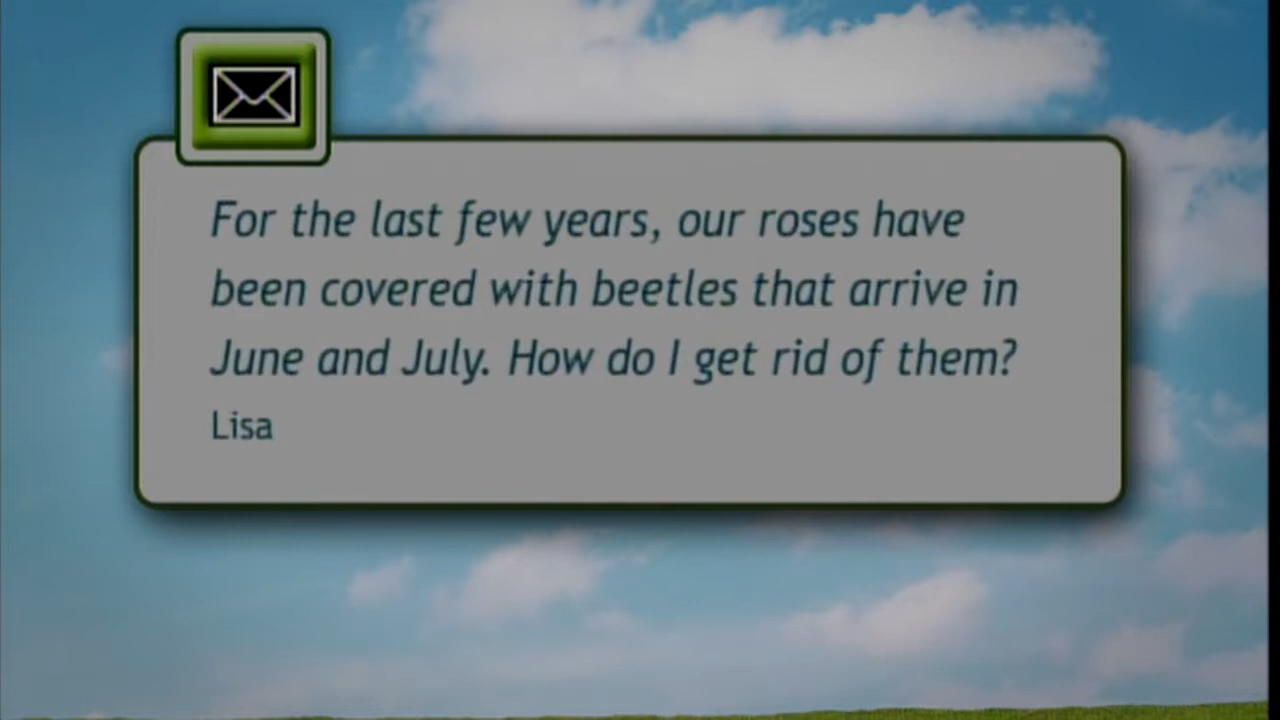 For the last few years, our roses have
been covered with beetles that arrive in
June and July. How do I get rid of them?
Lisa